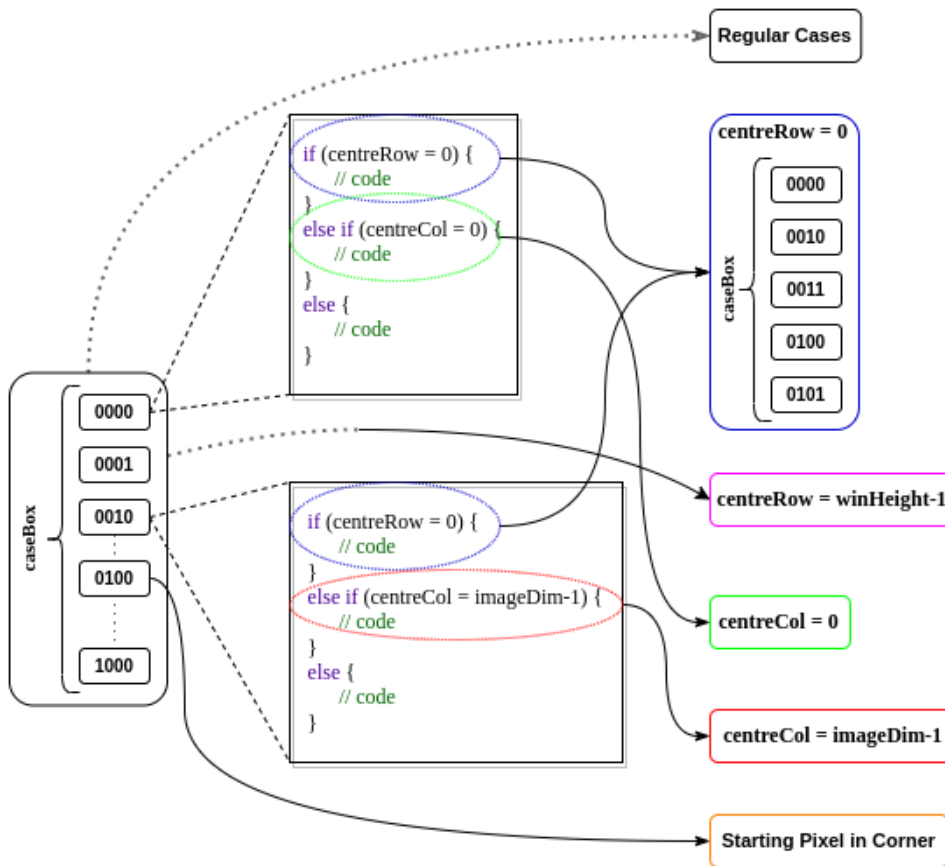 Regular Cases
if (centreRow = 0) {
// code
}
else if (centreCol = 0) {
// code
}
else {
// code
}
centreRow = 0
caseBox
0000
0010
0011
0100
0101
caseBox
0000
0001
0010
0100
1000
if (centreRow = 0) {
// code
}
else if (centreCol = imageDim-1) {
// code
}
else {
// code
}
centreRow = winHeight-1
centreCol = 0
centreCol = imageDim-1
Starting Pixel in Corner